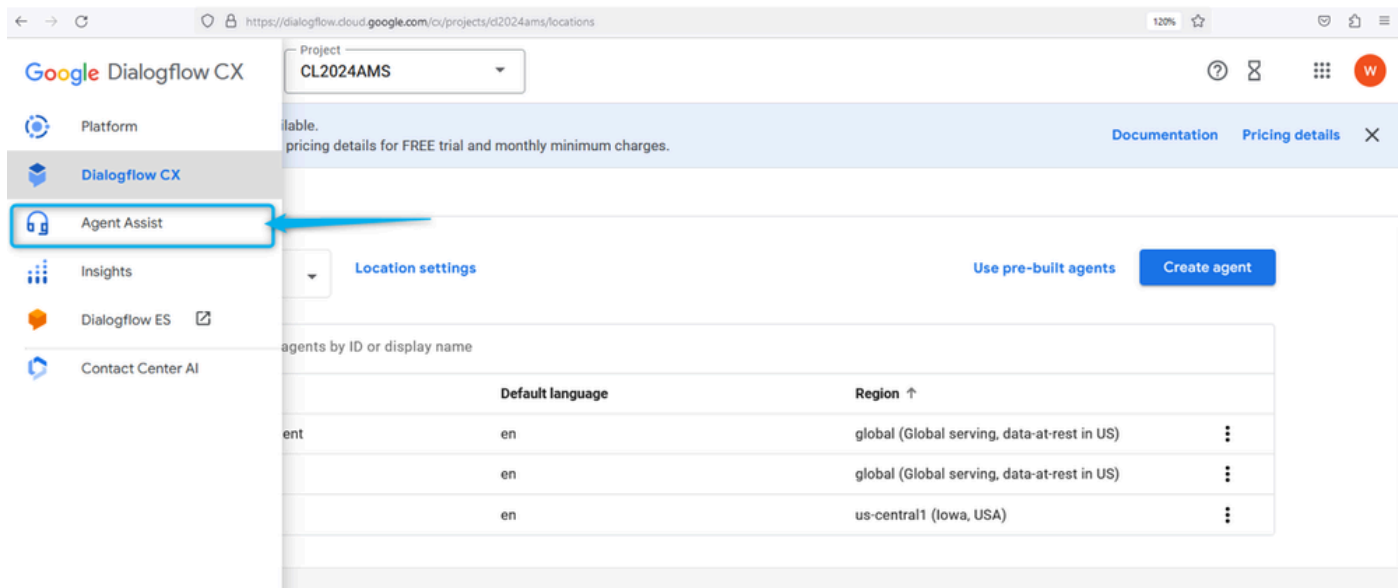 https://dialogflow.cloud.google.com/cx/projects/cl2024ams/locations
120%
Google Dialogflow CX
Project
CL2024AMS
W
Platform
ilable.
pricing details for FREE trial and monthly minimum charges.
Documentation
Pricing details
Dialogflow CX
Agent Assist
Insights
Location settings
Use pre-built agents
Create agent
Dialogflow ES
agents by ID or display name
Contact Center AI
Default language
Region ↑
ent
en
global (Global serving, data-at-rest in US)
en
global (Global serving, data-at-rest in US)
en
us-central1 (Iowa, USA)